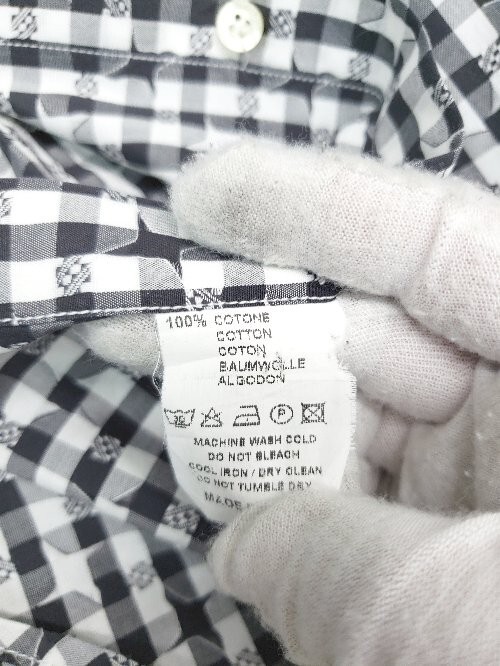 100% COTONE
COTTON
COTON
BAUMWOLLE
ALGODON
MACHINE WASH COLD
DO NOT BLEACH
COOL IRON / DRY CLEAN
DO NOT TUMBLE DRY
MADE